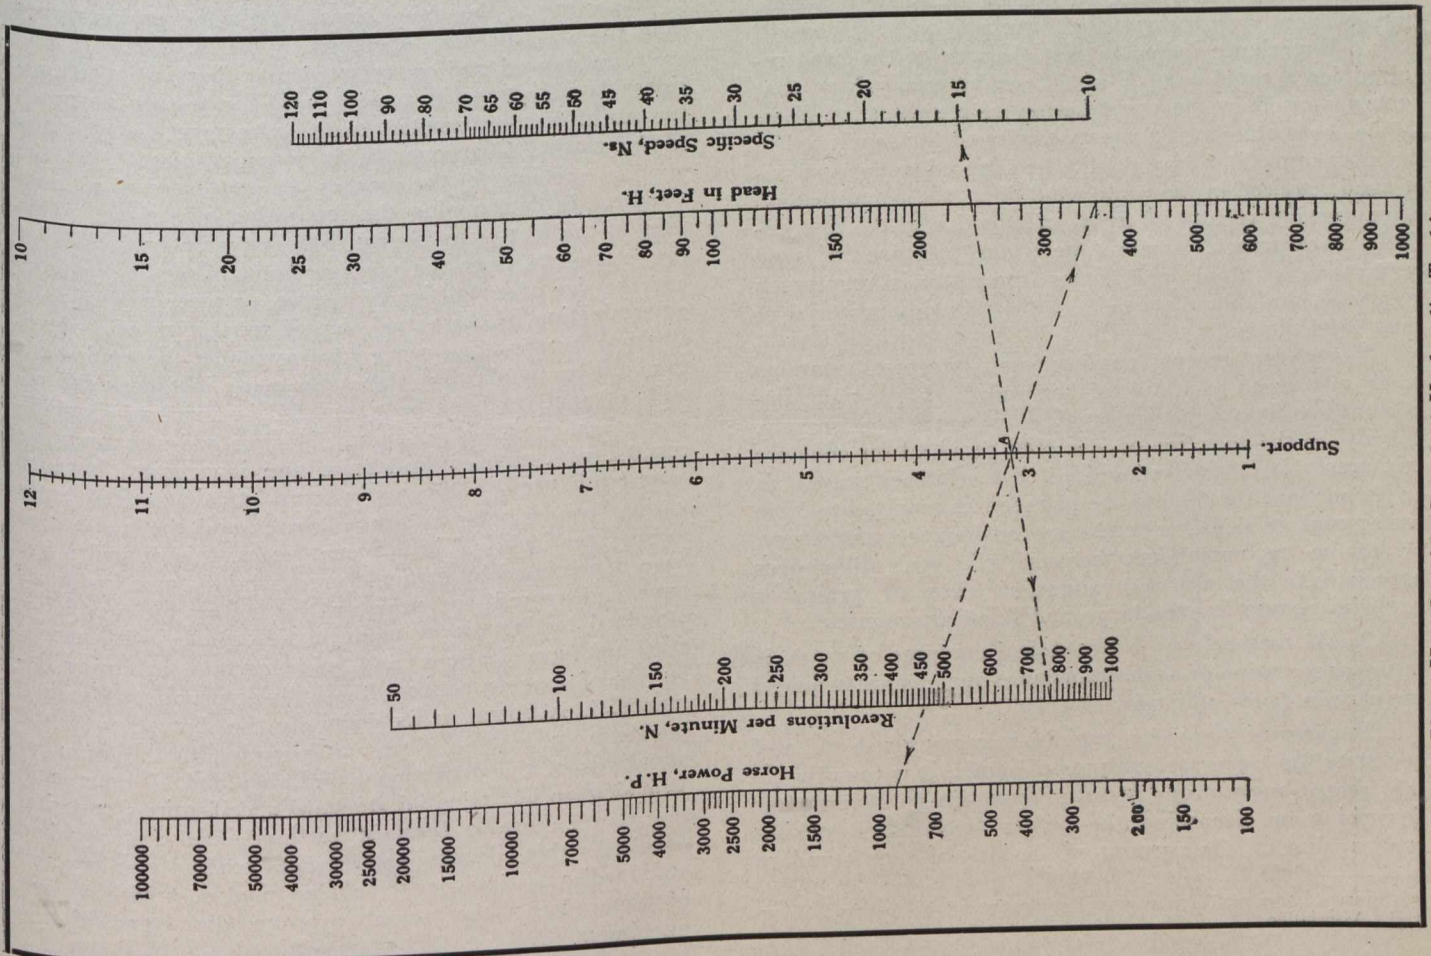 120 110 100 90 80 70 65 60 55 50 45 40 35 30 25 20 15 10
Specific Speed, Ns.
Head in Feet, H.
10 15 20 25 30 40 50 60 70 80 90 100 150 200 300 400 500 600 700 800 900 1000
A
Support.
12 11 10 9 8 7 6 5 4 3 2 1
50 100 150 200 250 300 350 400 450 500 600 700 800 900 1000
Revolutions per Minute, N.
Horse Power, H.P.
100000 70000 50000 40000 30000 25000 20000 15000 10000 7000 5000 4000 3000 2500 2000 1500 1000 700 500 400 300 200 150 100